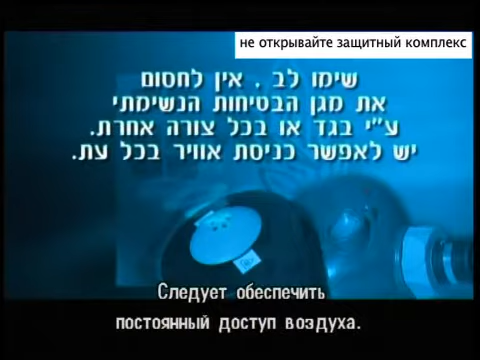 не открывайте защитный комплекс
שימו לב , אין לחסום
את מגן הבטיחות הנשימתי
ע"י בגד או בכל צורה אחרת.
יש לאפשר כניסת אוויר בכל עת.
Следует обеспечить
постоянный доступ воздуха.